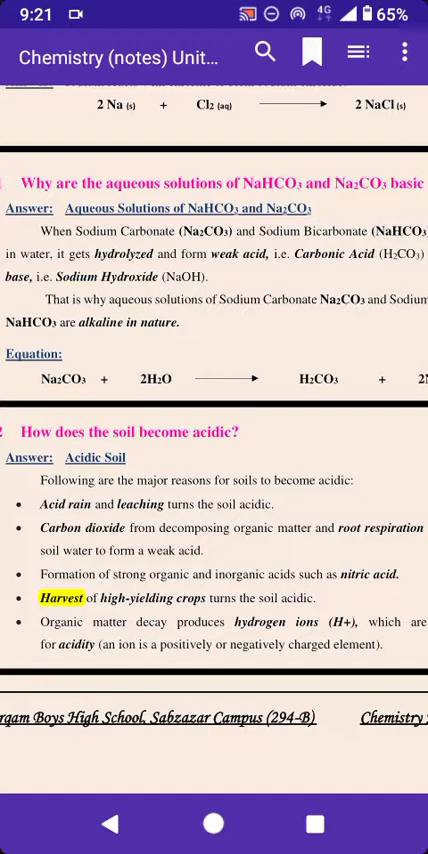 9:21 4G 65%
Chemistry (notes) Unit...
2 Na (s) + Cl₂ (aq) ⟶ 2 NaCl (s)
Why are the aqueous solutions of NaHCO₃ and Na₂CO₃ basic
Answer: Aqueous Solutions of NaHCO₃ and Na₂CO₃
When Sodium Carbonate (Na₂CO₃) and Sodium Bicarbonate (NaHCO₃)
in water, it gets hydrolyzed and form weak acid, i.e. Carbonic Acid (H₂CO₃)
base, i.e. Sodium Hydroxide (NaOH).
That is why aqueous solutions of Sodium Carbonate Na₂CO₃ and Sodium
NaHCO₃ are alkaline in nature.
Equation:
Na₂CO₃ + 2H₂O ⟶ H₂CO₃ + 2N
2 How does the soil become acidic?
Answer: Acidic Soil
Following are the major reasons for soils to become acidic:
• Acid rain and leaching turns the soil acidic.
• Carbon dioxide from decomposing organic matter and root respiration
soil water to form a weak acid.
• Formation of strong organic and inorganic acids such as nitric acid.
• Harvest of high-yielding crops turns the soil acidic.
• Organic matter decay produces hydrogen ions (H+), which are
for acidity (an ion is a positively or negatively charged element).
rqam Boys High School, Sabzazar Campus (294-B) Chemistry